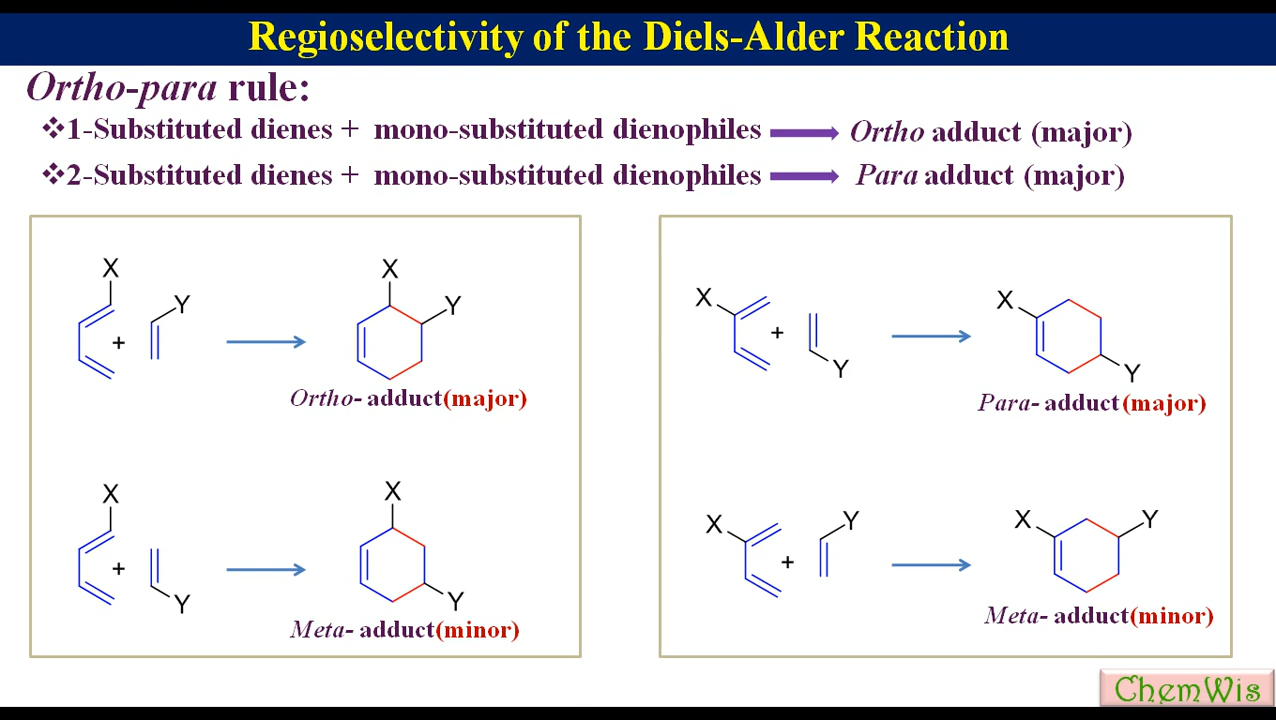 Regioselectivity of the Diels-Alder Reaction
Ortho-para rule:
❖1-Substituted dienes + mono-substituted dienophiles ⟶ Ortho adduct (major)
❖2-Substituted dienes + mono-substituted dienophiles ⟶ Para adduct (major)
X
Y
+
X
Y
Ortho- adduct(major)
X
+
Y
X
Y
Meta- adduct(minor)
X
+
Y
X
Y
Para- adduct(major)
X
Y
+
X
Y
Meta- adduct(minor)
ChemWis